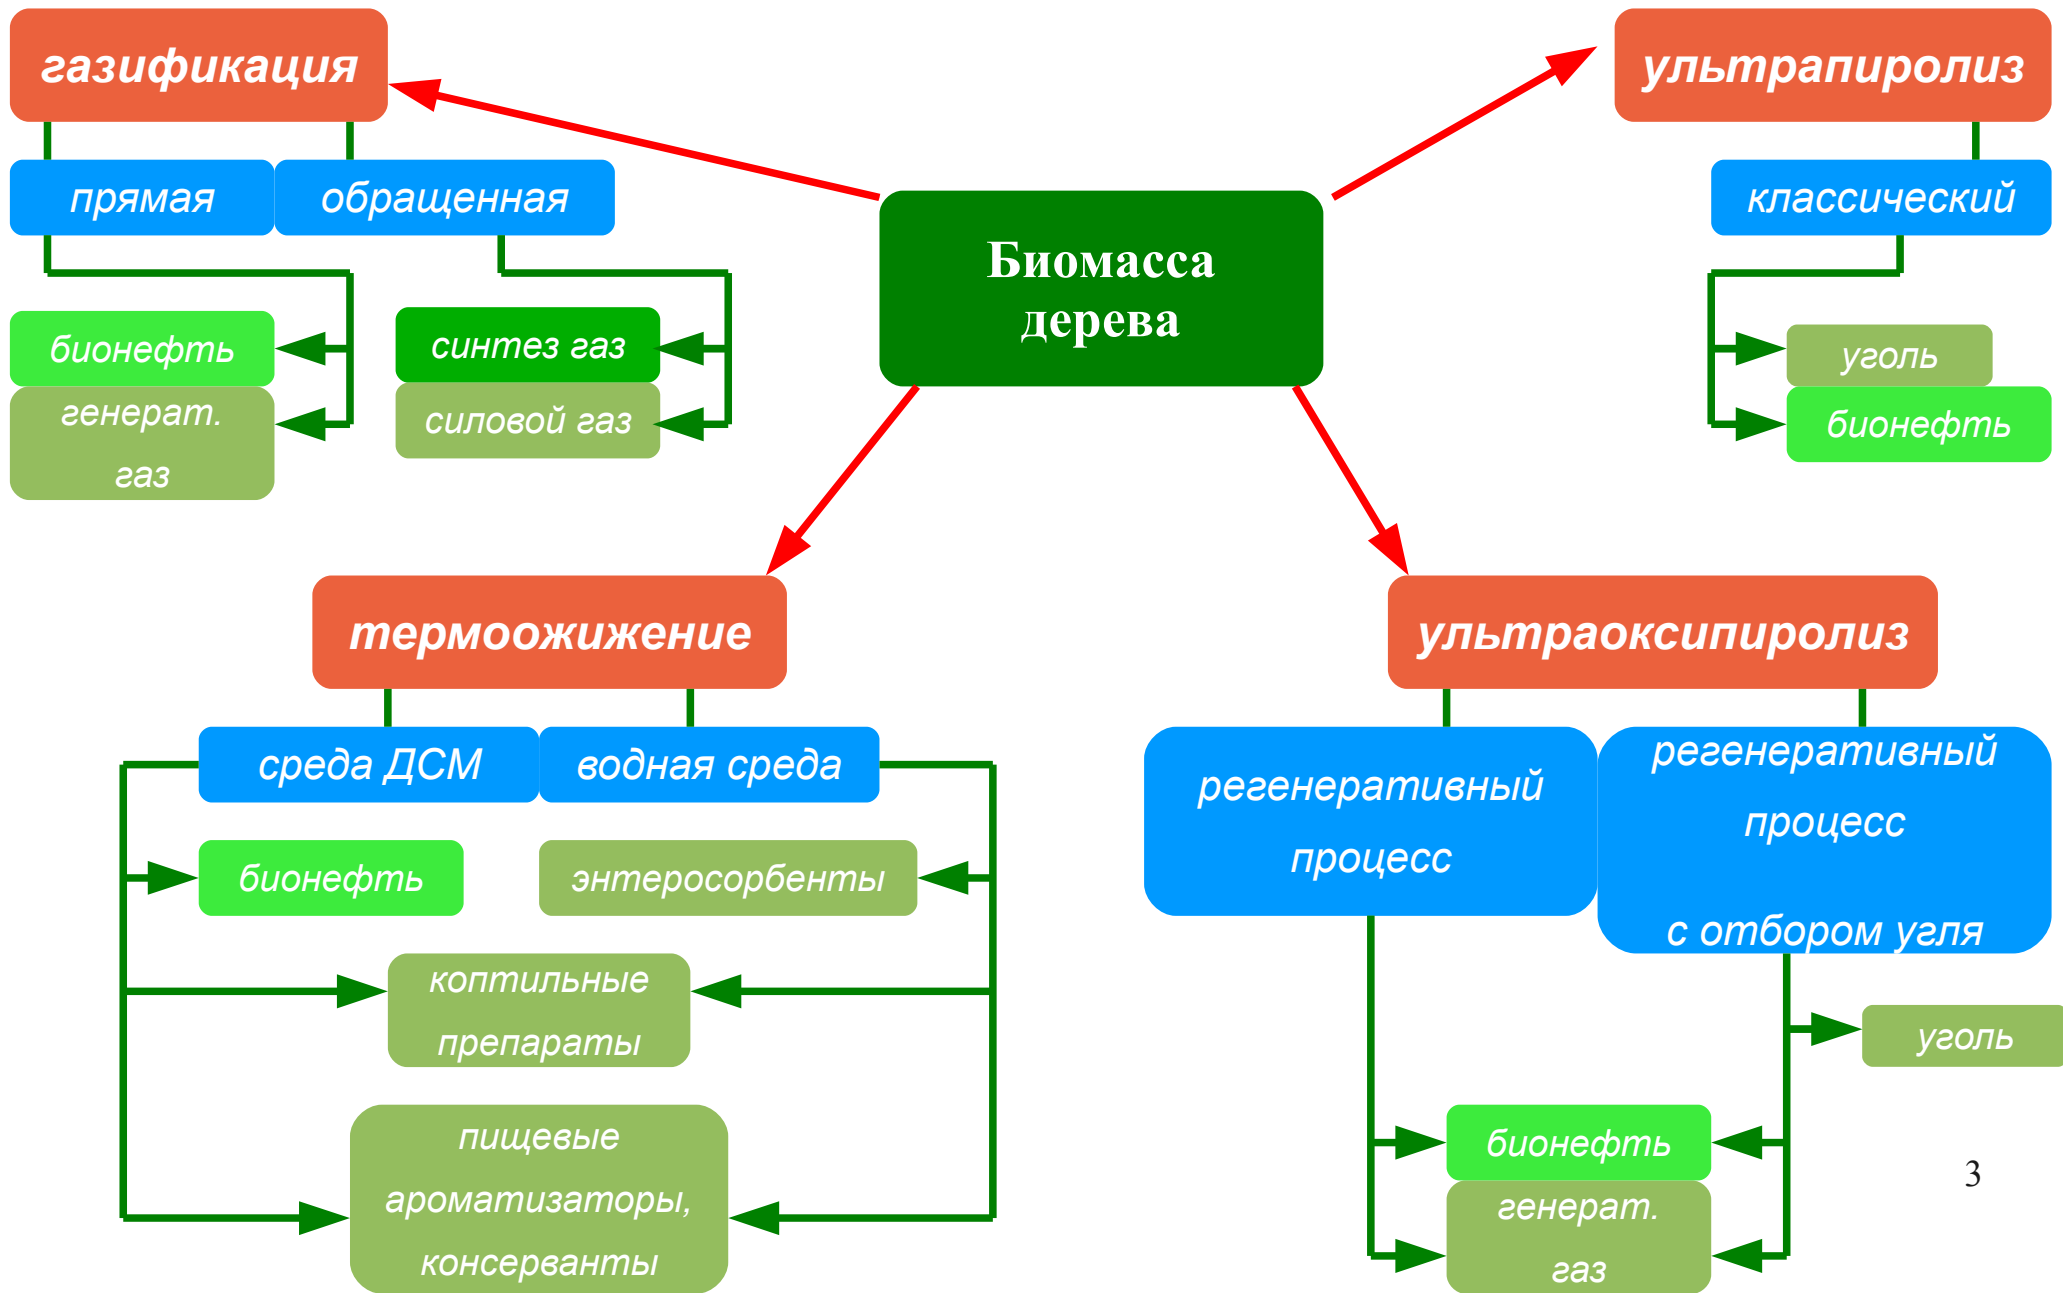 газификация
ультрапиролиз
прямая
обращенная
классический
Биомасса
дерева
бионефть
генерат.
газ
синтез газ
силовой газ
уголь
бионефть
термоожижение
ультраоксипиролиз
среда ДСМ
водная среда
регенеративный
процесс
регенеративный
процесс
с отбором угля
бионефть
энтеросорбенты
коптильные
препараты
уголь
пищевые
ароматизаторы,
консерванты
бионефть
генерат.
газ
3